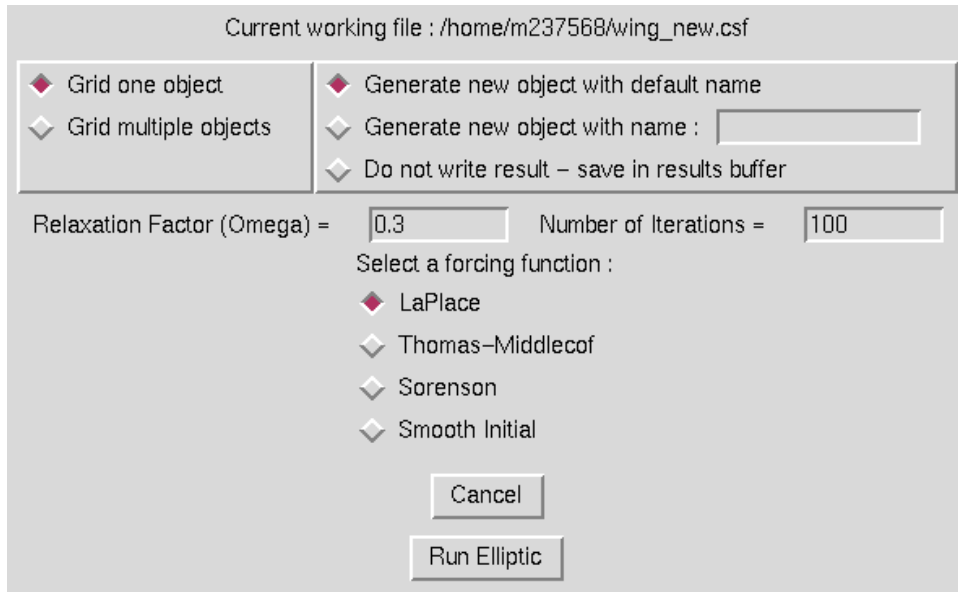 Current working file : /home/m237568/wing_new.csf
Grid one object
Grid multiple objects
Generate new object with default name
Generate new object with name :
Do not write result – save in results buffer
Relaxation Factor (Omega) = 0.3 Number of Iterations = 100
Select a forcing function :
LaPlace
Thomas–Middlecof
Sorenson
Smooth Initial
Cancel
Run Elliptic